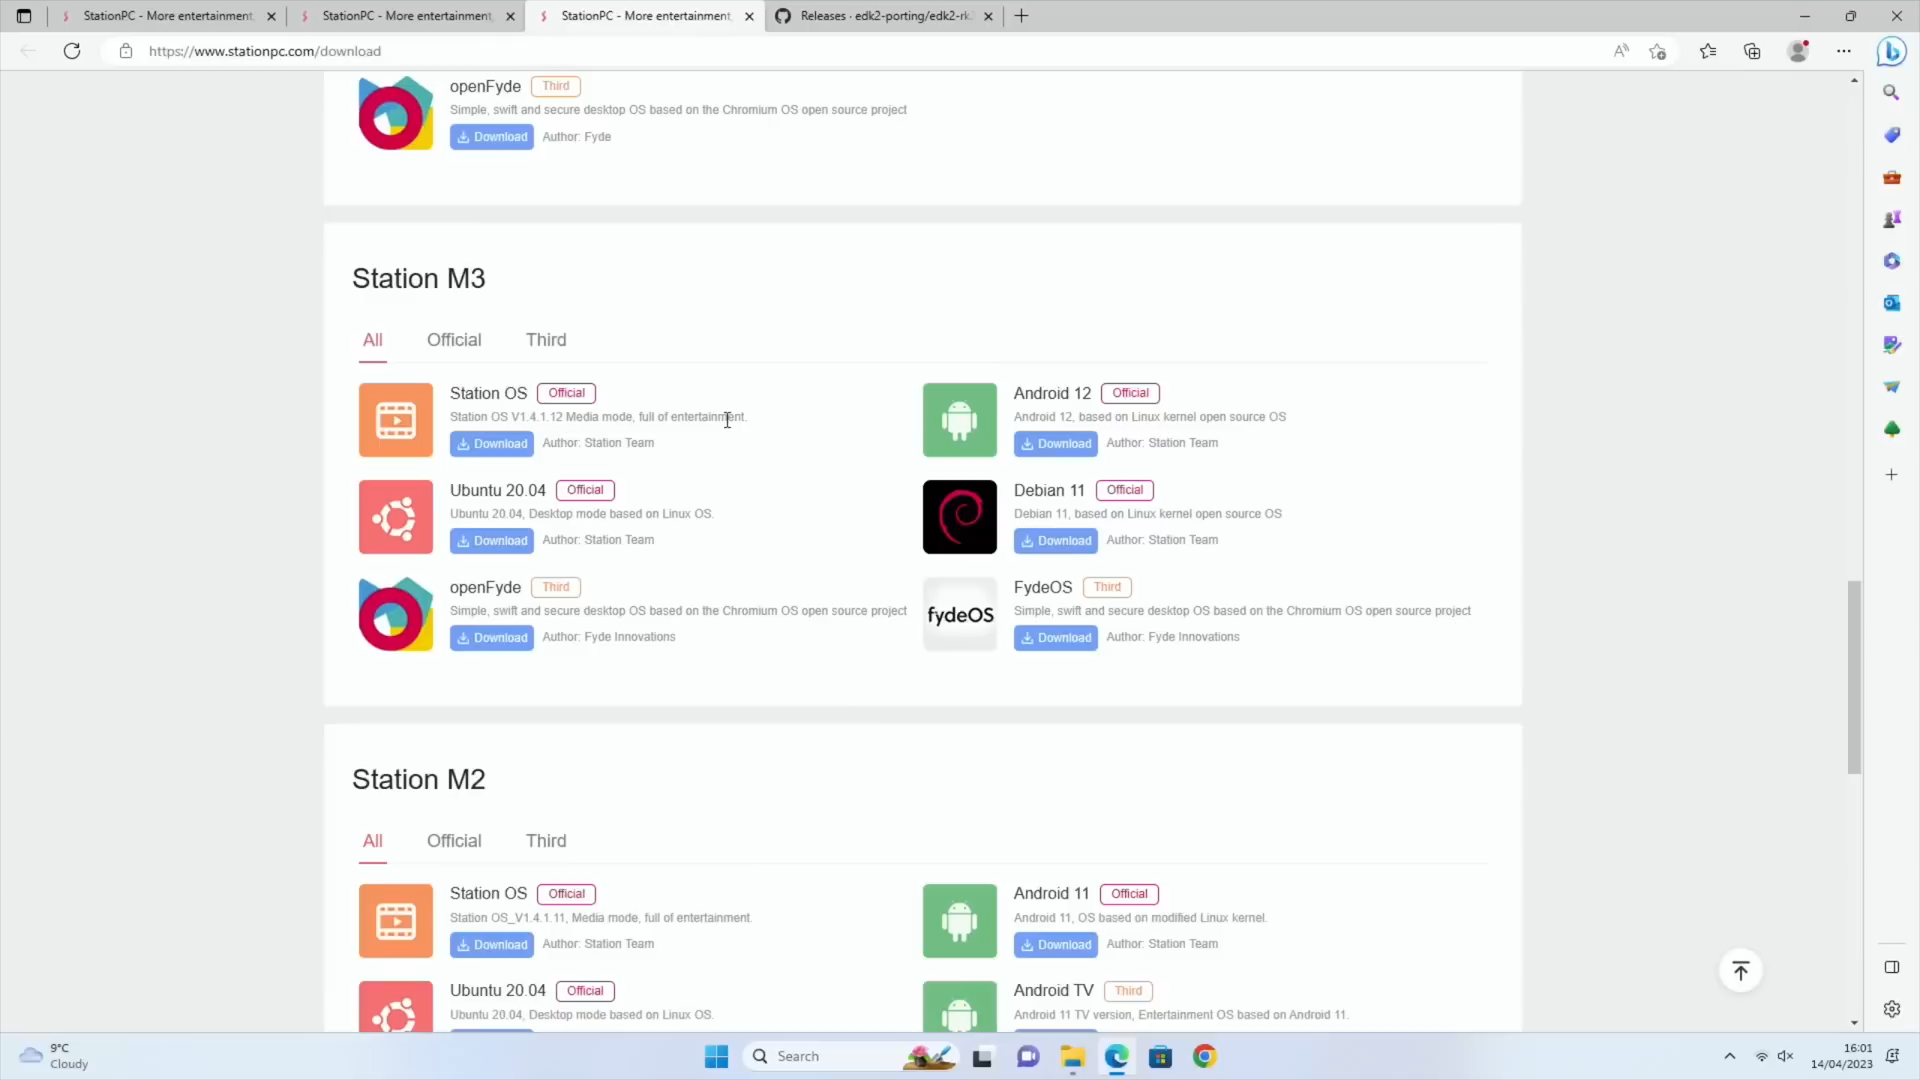 StationPC - More entertainment
StationPC - More entertainment
StationPC - More entertainment
Releases · edk2-porting/edk2-rk
https://www.stationpc.com/download
openFyde Third
Simple, swift and secure desktop OS based on the Chromium OS open source project
Download Author: Fyde
Station M3
All Official Third
Station OS Official
Station OS V1.4.1.12 Media mode, full of entertainment.
Download Author: Station Team
Android 12 Official
Android 12, based on Linux kernel open source OS
Download Author: Station Team
Ubuntu 20.04 Official
Ubuntu 20.04, Desktop mode based on Linux OS.
Download Author: Station Team
Debian 11 Official
Debian 11, based on Linux kernel open source OS
Download Author: Station Team
openFyde Third
Simple, swift and secure desktop OS based on the Chromium OS open source project
Download Author: Fyde Innovations
fydeOS
FydeOS Third
Simple, swift and secure desktop OS based on the Chromium OS open source project
Download Author: Fyde Innovations
Station M2
All Official Third
Station OS Official
Station OS_V1.4.1.11, Media mode, full of entertainment.
Download Author: Station Team
Android 11 Official
Android 11, OS based on modified Linux kernel.
Download Author: Station Team
Ubuntu 20.04 Official
Ubuntu 20.04, Desktop mode based on Linux OS.
Android TV Third
Android 11 TV version, Entertainment OS based on Android 11.
9°C
Cloudy
Search
16:01
14/04/2023